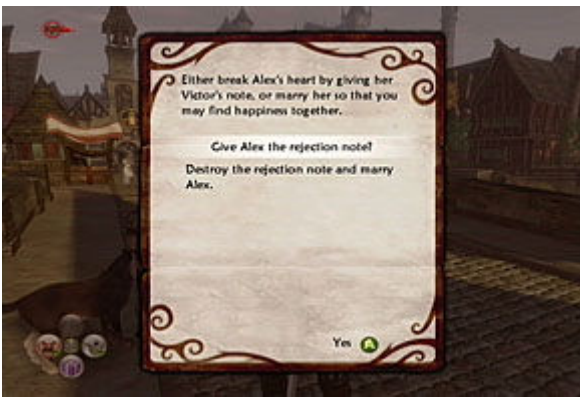 Either break Alex's heart by giving her
Victor's note, or marry her so that you
may find happiness together.
Give Alex the rejection note?
Destroy the rejection note and marry
Alex.
Yes A